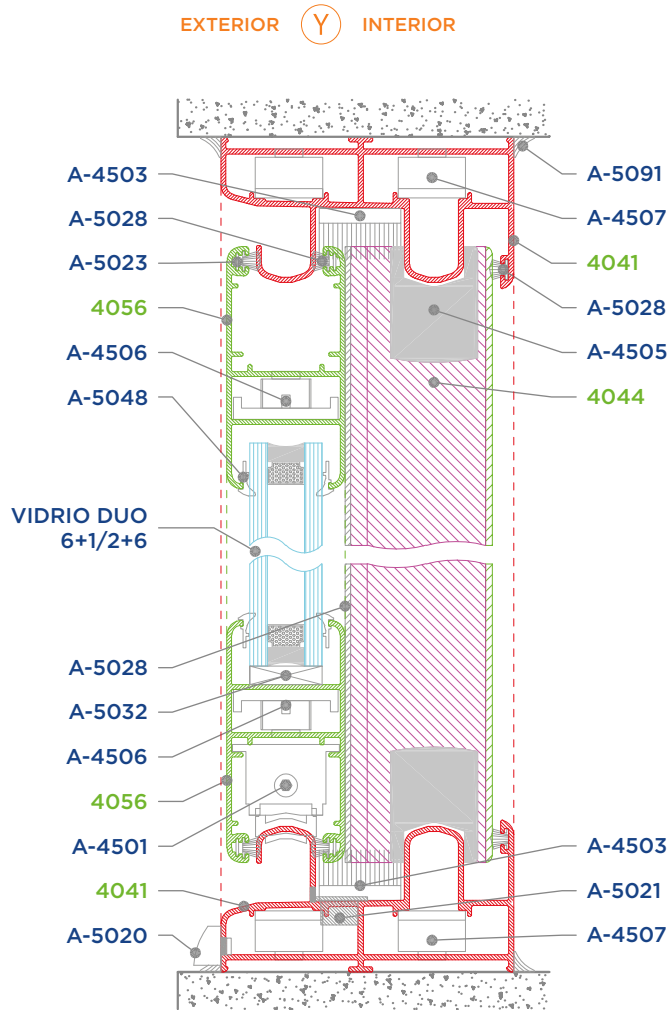 EXTERIOR Y INTERIOR
A-4503
A-5028
A-5023
4056
A-4506
A-5048
VIDRIO DUO
6+1/2+6
A-5028
A-5032
A-4506
4056
A-4501
4041
A-5020
A-5091
A-4507
4041
A-5028
A-4505
4044
A-4503
A-5021
A-4507